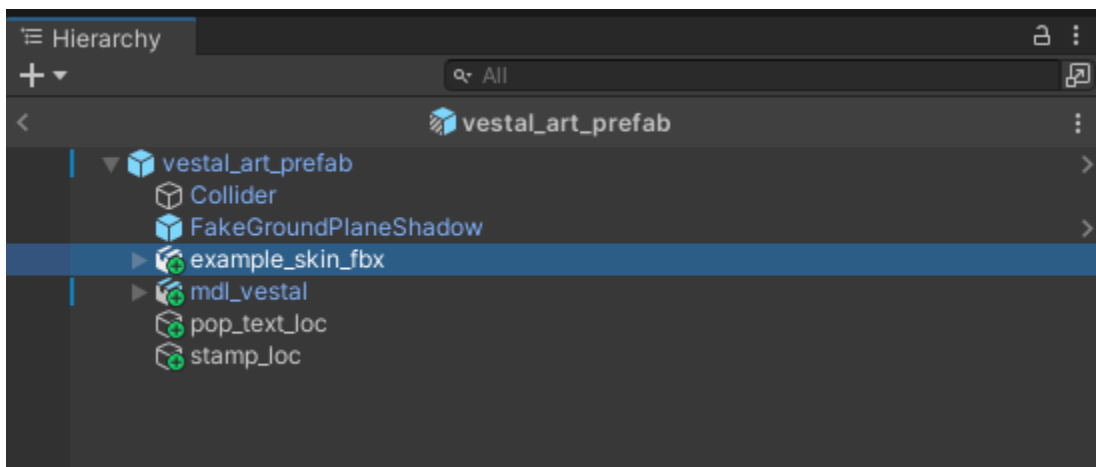 Hierarchy
All
vestal_art_prefab
vestal_art_prefab
Collider
FakeGroundPlaneShadow
example_skin_fbx
mdl_vestal
pop_text_loc
stamp_loc